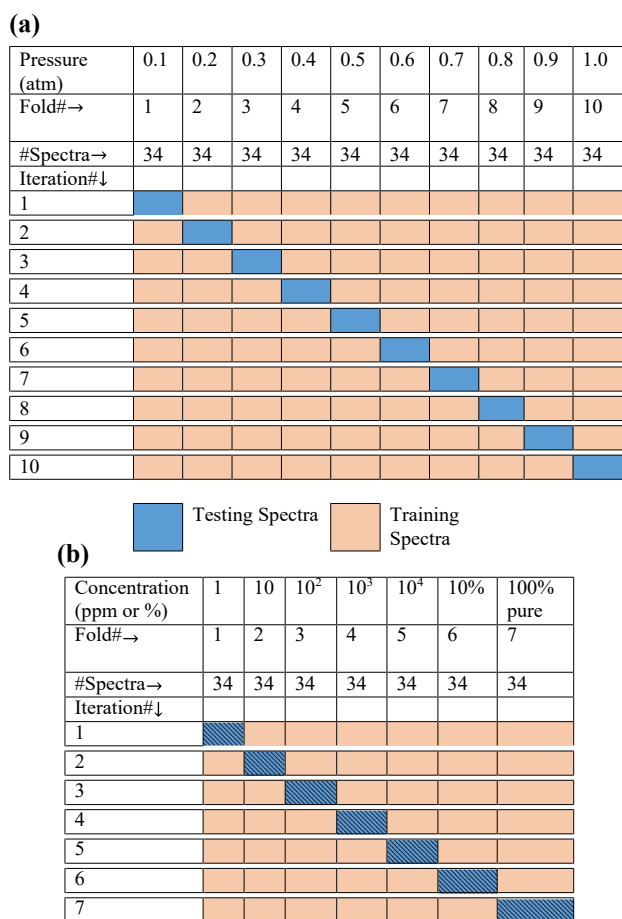 (a)
Pressure (atm) 0.1 0.2 0.3 0.4 0.5 0.6 0.7 0.8 0.9 1.0
Fold#→ 1 2 3 4 5 6 7 8 9 10
#Spectra→ 34 34 34 34 34 34 34 34 34 34
Iteration#↓
1
2
3
4
5
6
7
8
9
10
Testing Spectra
Training Spectra
(b)
Concentration (ppm or %) 1 10 10² 10³ 10⁴ 10% 100% pure
Fold#→ 1 2 3 4 5 6 7
#Spectra→ 34 34 34 34 34 34 34
Iteration#↓
1
2
3
4
5
6
7